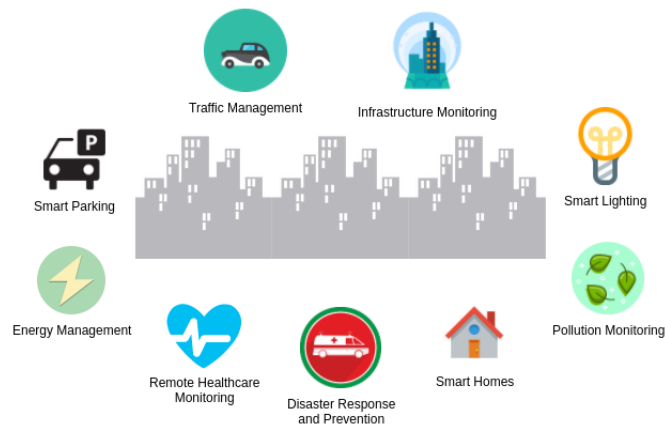 Traffic Management
Infrastructure Monitoring
P
Smart Parking
Smart Lighting
Energy Management
Pollution Monitoring
Remote Healthcare
Monitoring
Disaster Response
and Prevention
Smart Homes